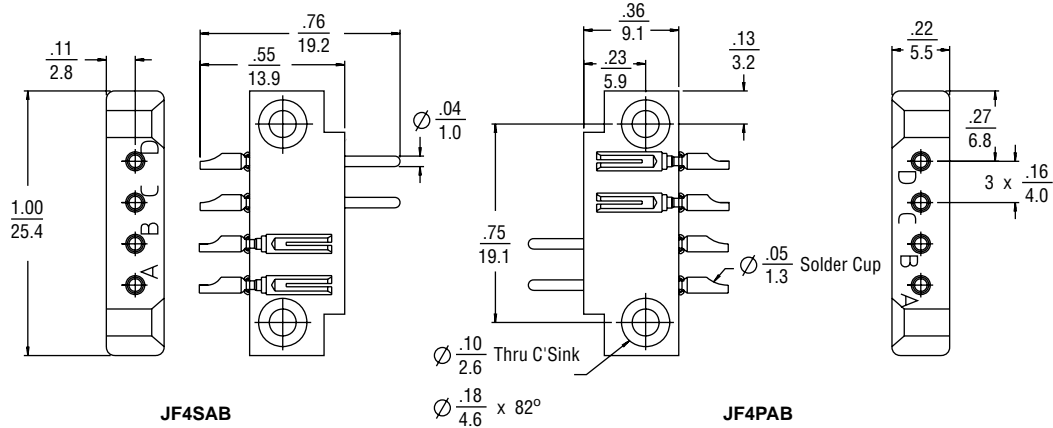 .11
2.8
.76
19.2
.55
13.9
.04
1.0
1.00
25.4
D
C
B
A
JF4SAB
.36
9.1
.23
5.9
.13
3.2
.75
19.1
Ø .05
1.3 Solder Cup
Ø .10 Thru C'Sink
2.6
Ø .18 x 82°
4.6
JF4PAB
.22
5.5
.27
6.8
3 x .16
4.0
D
C
B
A